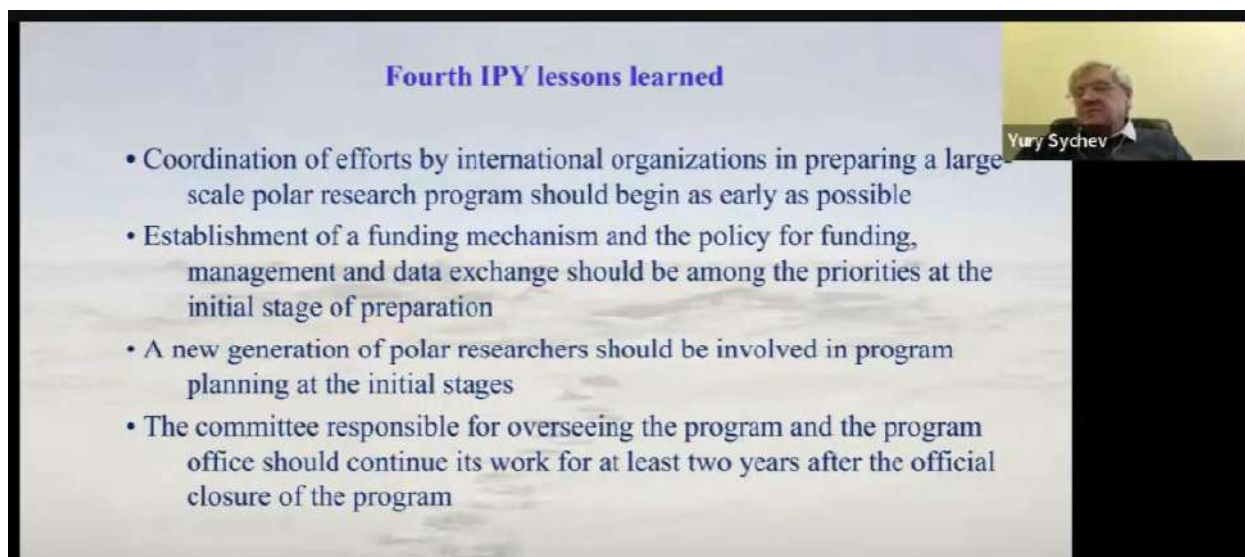 Fourth IPY lessons learned
Yury Sychev
• Coordination of efforts by international organizations in preparing a large-
scale polar research program should begin as early as possible
• Establishment of a funding mechanism and the policy for funding,
management and data exchange should be among the priorities at the
initial stage of preparation
• A new generation of polar researchers should be involved in program
planning at the initial stages
• The committee responsible for overseeing the program and the program
office should continue its work for at least two years after the official
closure of the program